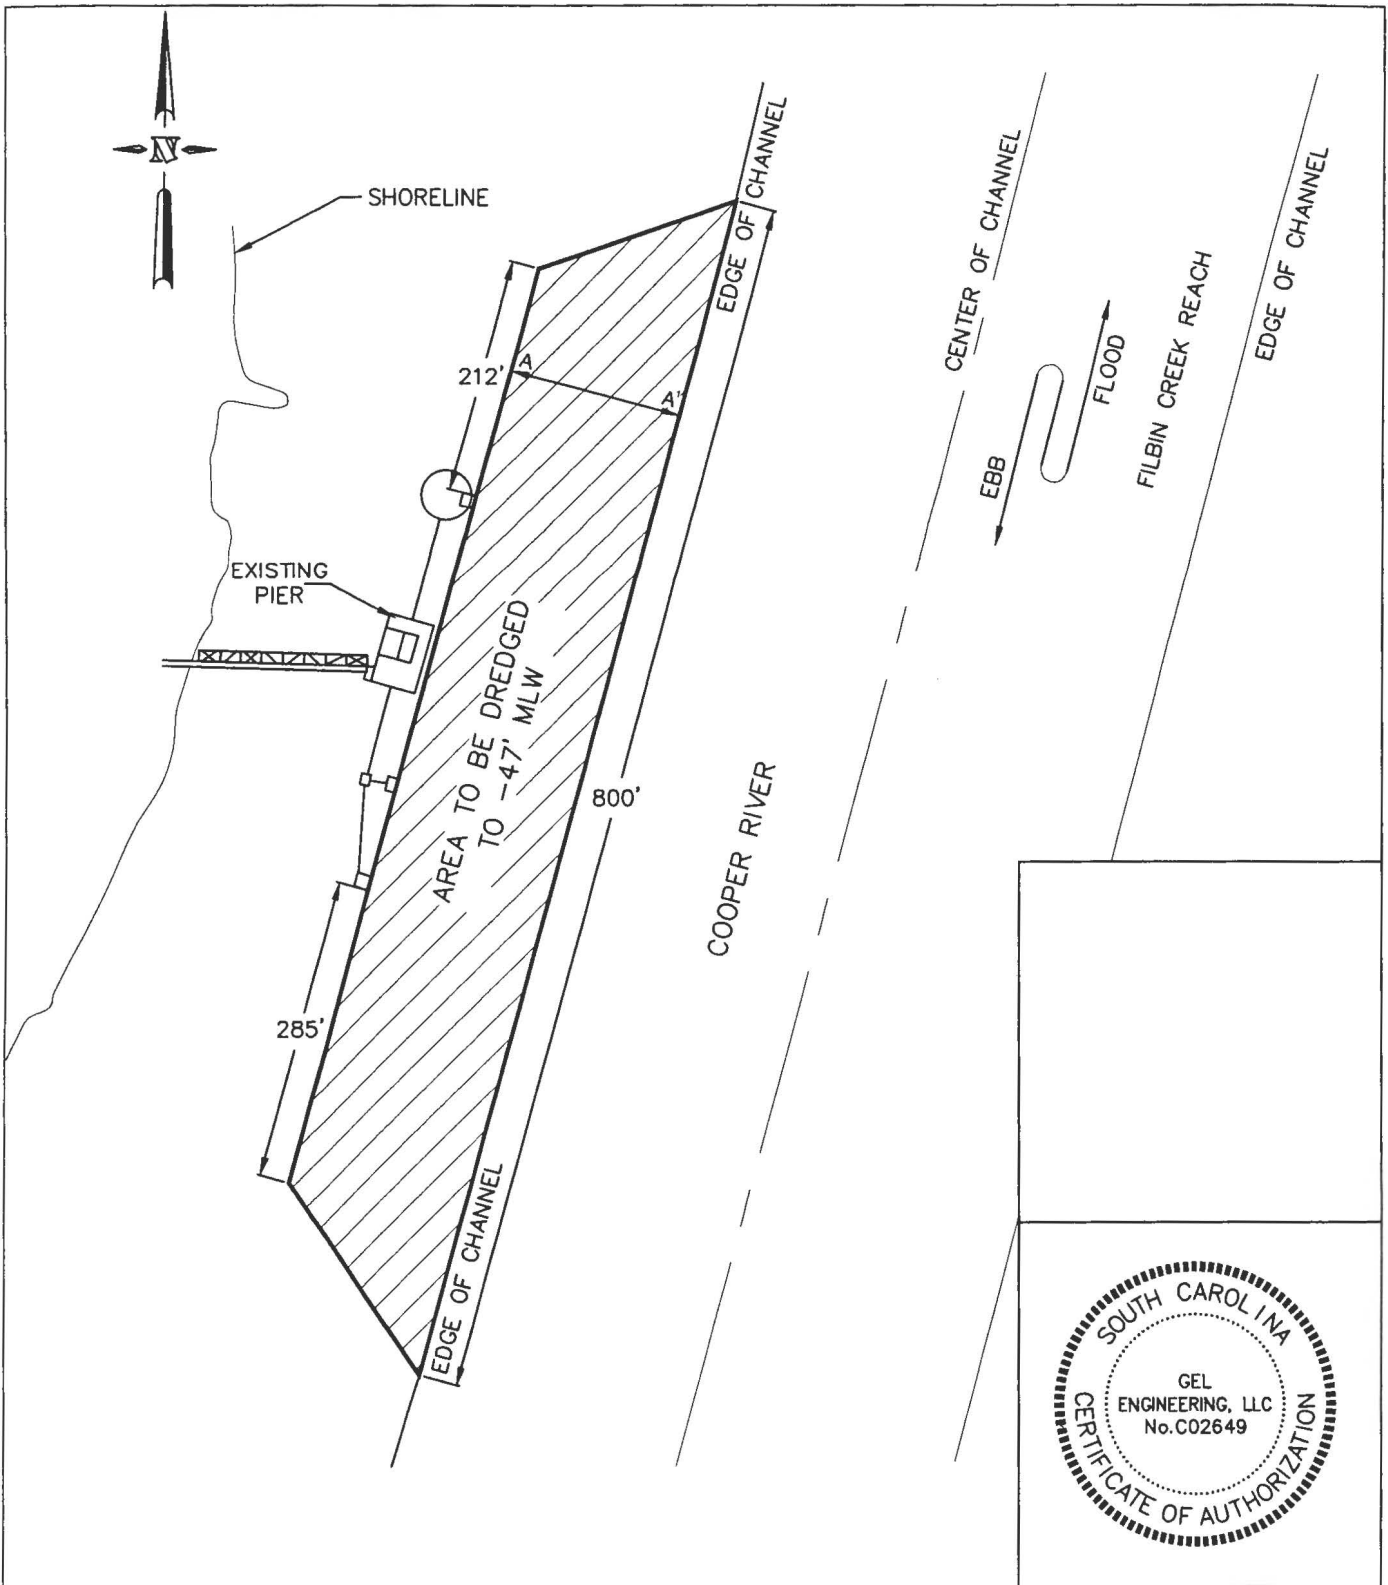 N
SHORELINE
EDGE OF CHANNEL
CENTER OF CHANNEL
EDGE OF CHANNEL
FILBIN CREEK REACH
FLOOD
EBB
212'
A
A'
EXISTING
PIER
AREA TO BE DREDGED
TO -47' MLW
800'
COOPER RIVER
285'
EDGE OF CHANNEL
SOUTH CAROLINA
GEL
ENGINEERING, LLC
No.C02649
CERTIFICATE OF AUTHORIZATION